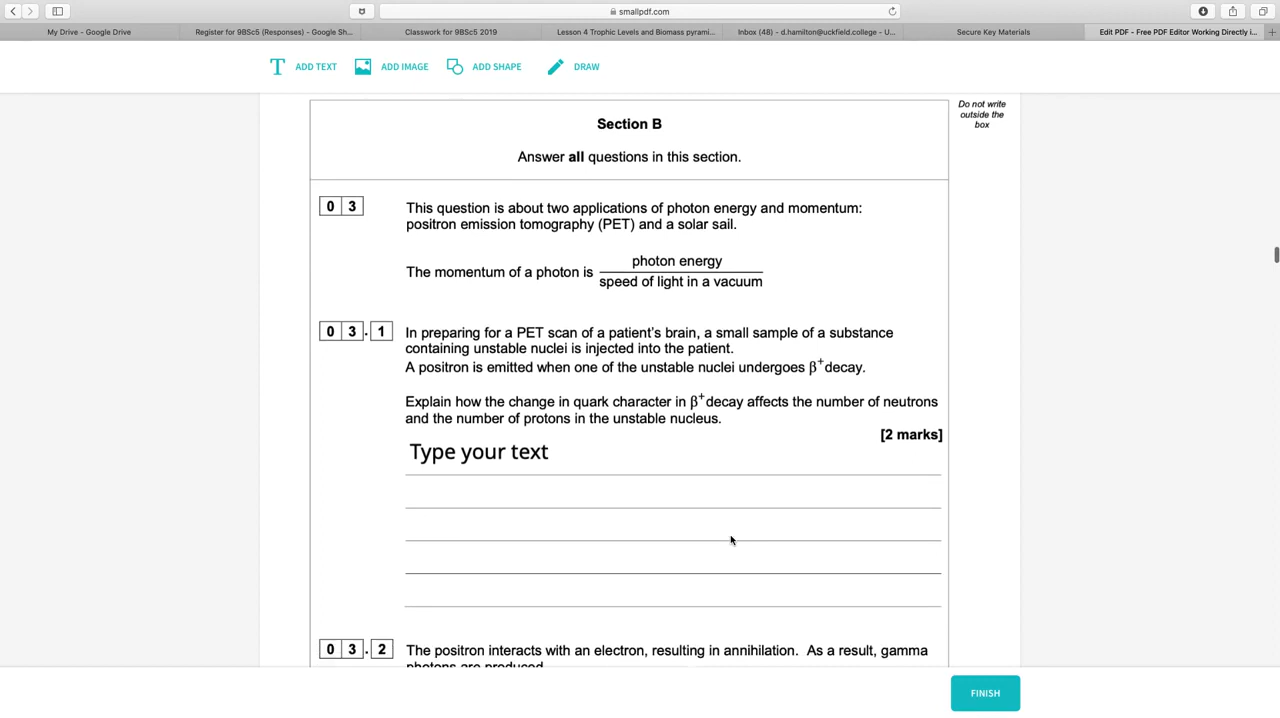 smallpdf.com
My Drive - Google Drive
Register for 9BSc5 (Responses) - Google Sh...
Classwork for 9BSc5 2019
Lesson 4 Trophic Levels and Biomass pyrami...
Inbox (48) - d.hamilton@uckfield.college - U...
Secure Key Materials
Edit PDF - Free PDF Editor Working Directly i...
T ADD TEXT ADD IMAGE ADD SHAPE DRAW
Do not write
outside the
box
Section B
Answer all questions in this section.
0 3 This question is about two applications of photon energy and momentum:
positron emission tomography (PET) and a solar sail.
The momentum of a photon is photon energy / speed of light in a vacuum
0 3 . 1 In preparing for a PET scan of a patient's brain, a small sample of a substance
containing unstable nuclei is injected into the patient.
A positron is emitted when one of the unstable nuclei undergoes β⁺ decay.
Explain how the change in quark character in β⁺ decay affects the number of neutrons
and the number of protons in the unstable nucleus.
[2 marks]
Type your text
0 3 . 2 The positron interacts with an electron, resulting in annihilation. As a result, gamma
photons are produced.
FINISH